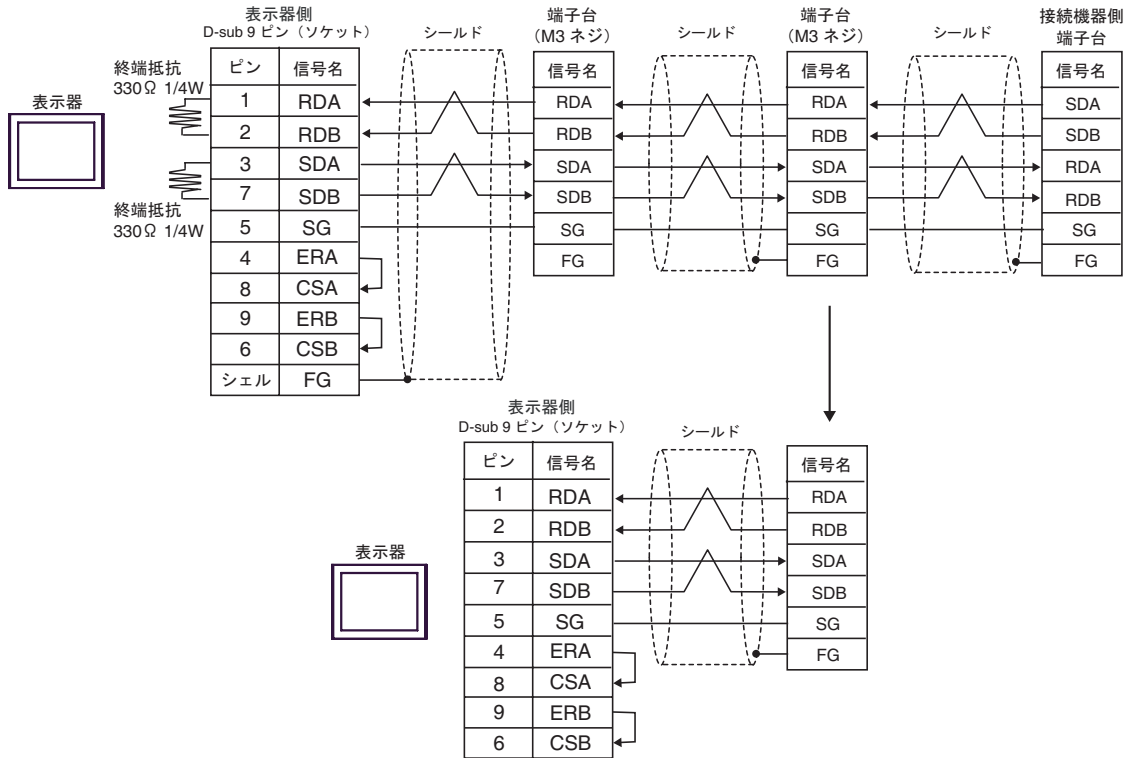 表示器側
D-sub 9 ピン（ソケット）
シールド
端子台
（M3 ネジ）
シールド
端子台
（M3 ネジ）
シールド
接続機器側
端子台
終端抵抗
330Ω 1/4W
表示器
終端抵抗
330Ω 1/4W
ピン 信号名
1 RDA
2 RDB
3 SDA
7 SDB
5 SG
4 ERA
8 CSA
9 ERB
6 CSB
シェル FG
信号名
RDA
RDB
SDA
SDB
SG
FG
信号名
RDA
RDB
SDA
SDB
SG
FG
信号名
SDA
SDB
RDA
RDB
SG
FG
表示器側
D-sub 9 ピン（ソケット）
シールド
表示器
ピン 信号名
1 RDA
2 RDB
3 SDA
7 SDB
5 SG
4 ERA
8 CSA
9 ERB
6 CSB
信号名
RDA
RDB
SDA
SDB
SG
FG